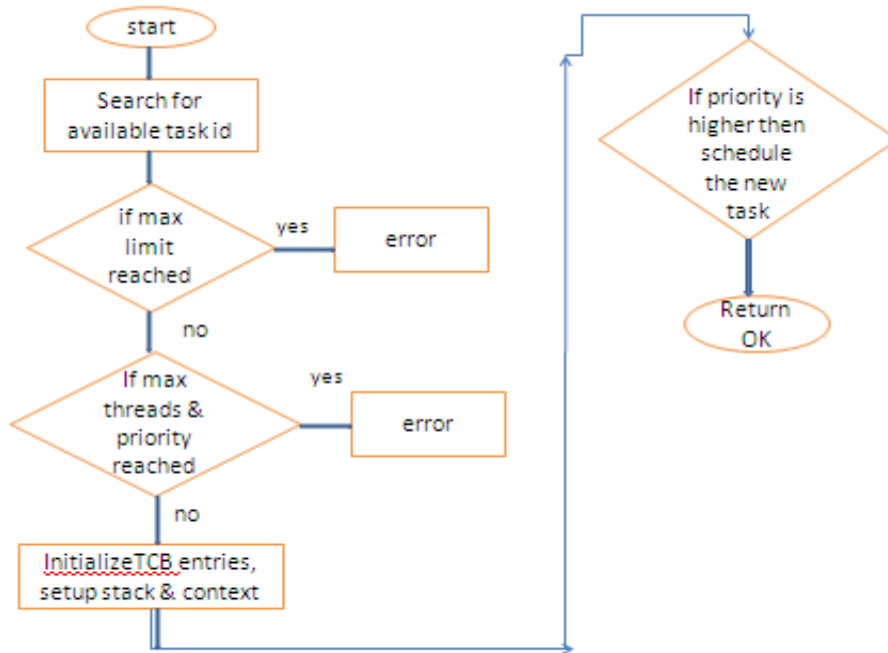 start
Search for
available task id
if max
limit
reached
yes
error
no
If max
threads &
priority
reached
yes
error
no
InitializeTCB entries,
setup stack & context
If priority is
higher then
schedule
the new
task
Return
OK